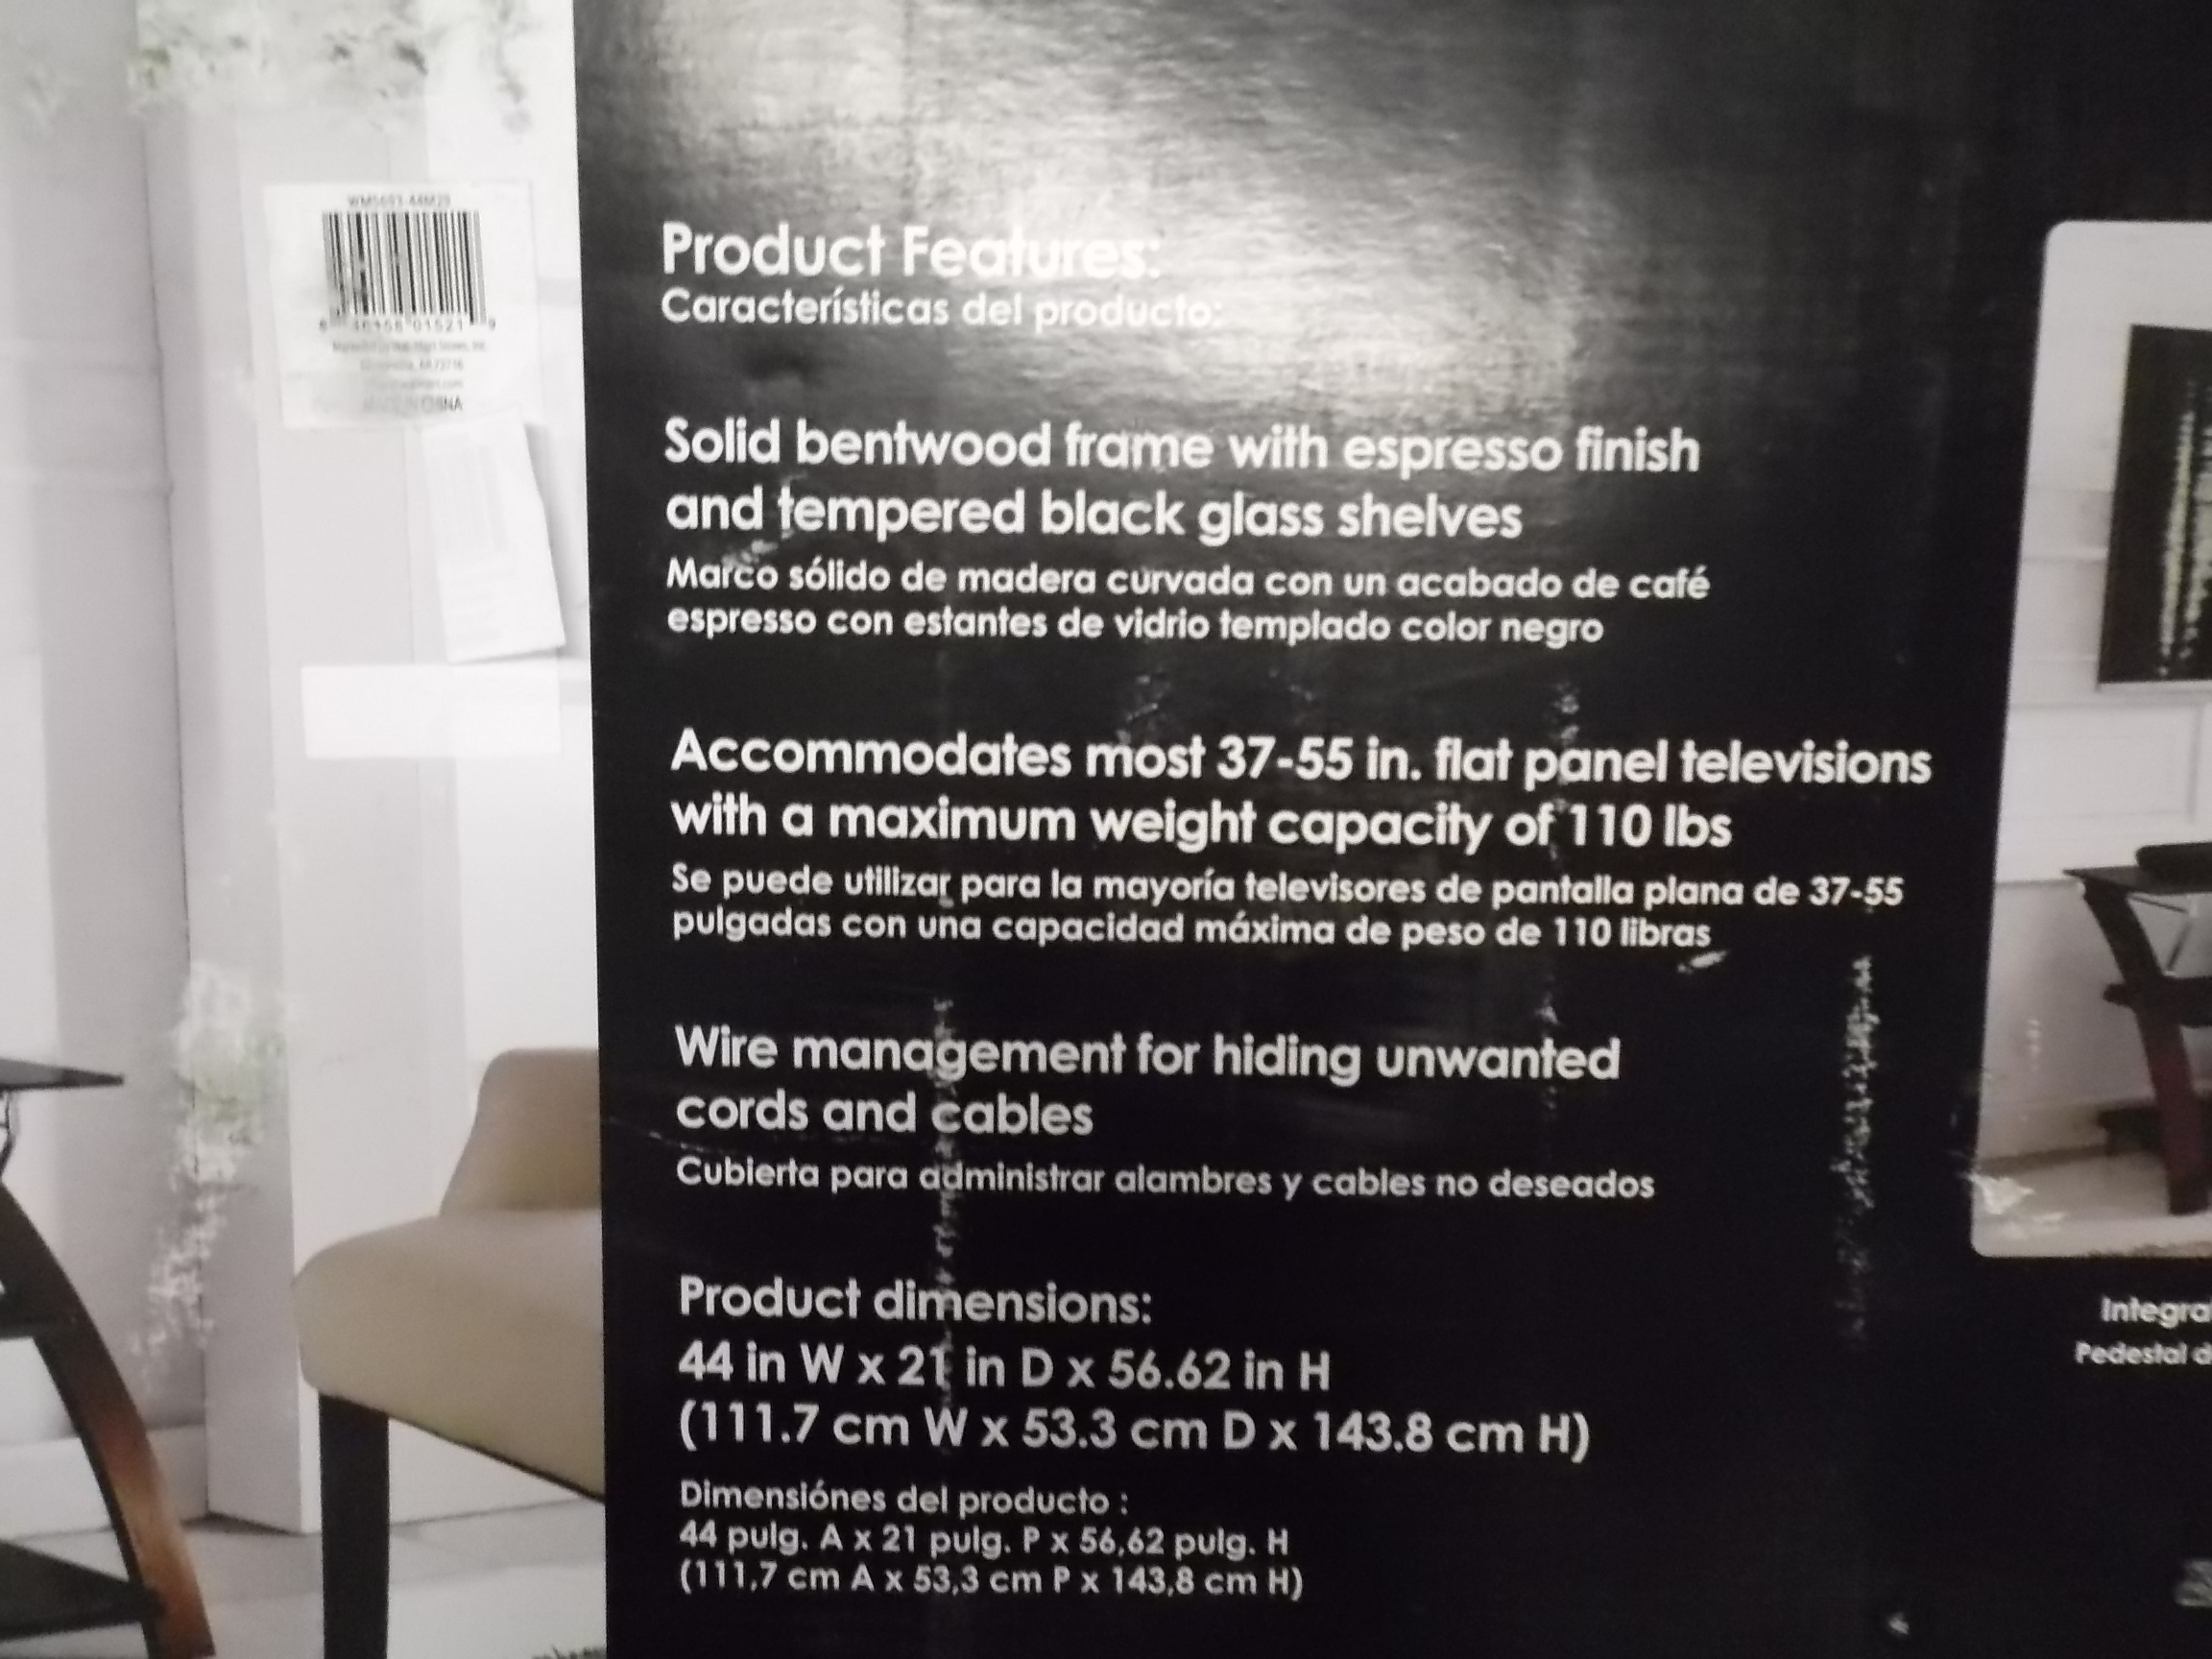 Product Features:
Características del producto:
Solid bentwood frame with espresso finish
and tempered black glass shelves
Marco sólido de madera curvada con un acabado de café
espresso con estantes de vidrio templado color negro
Accommodates most 37-55 in. flat panel televisions
with a maximum weight capacity of 110 lbs
Se puede utilizar para la mayoría televisores de pantalla plana de 37-55
pulgadas con una capacidad máxima de peso de 110 libras
Wire management for hiding unwanted
cords and cables
Cubierta para administrar alambres y cables no deseados
Product dimensions:
44 in W x 21 in D x 56.62 in H
(111.7 cm W x 53.3 cm D x 143.8 cm H)
Dimensiónes del producto :
44 pulg. A x 21 pulg. P x 56,62 pulg. H
(111,7 cm A x 53,3 cm P x 143,8 cm H)
Integra
Pedestal d